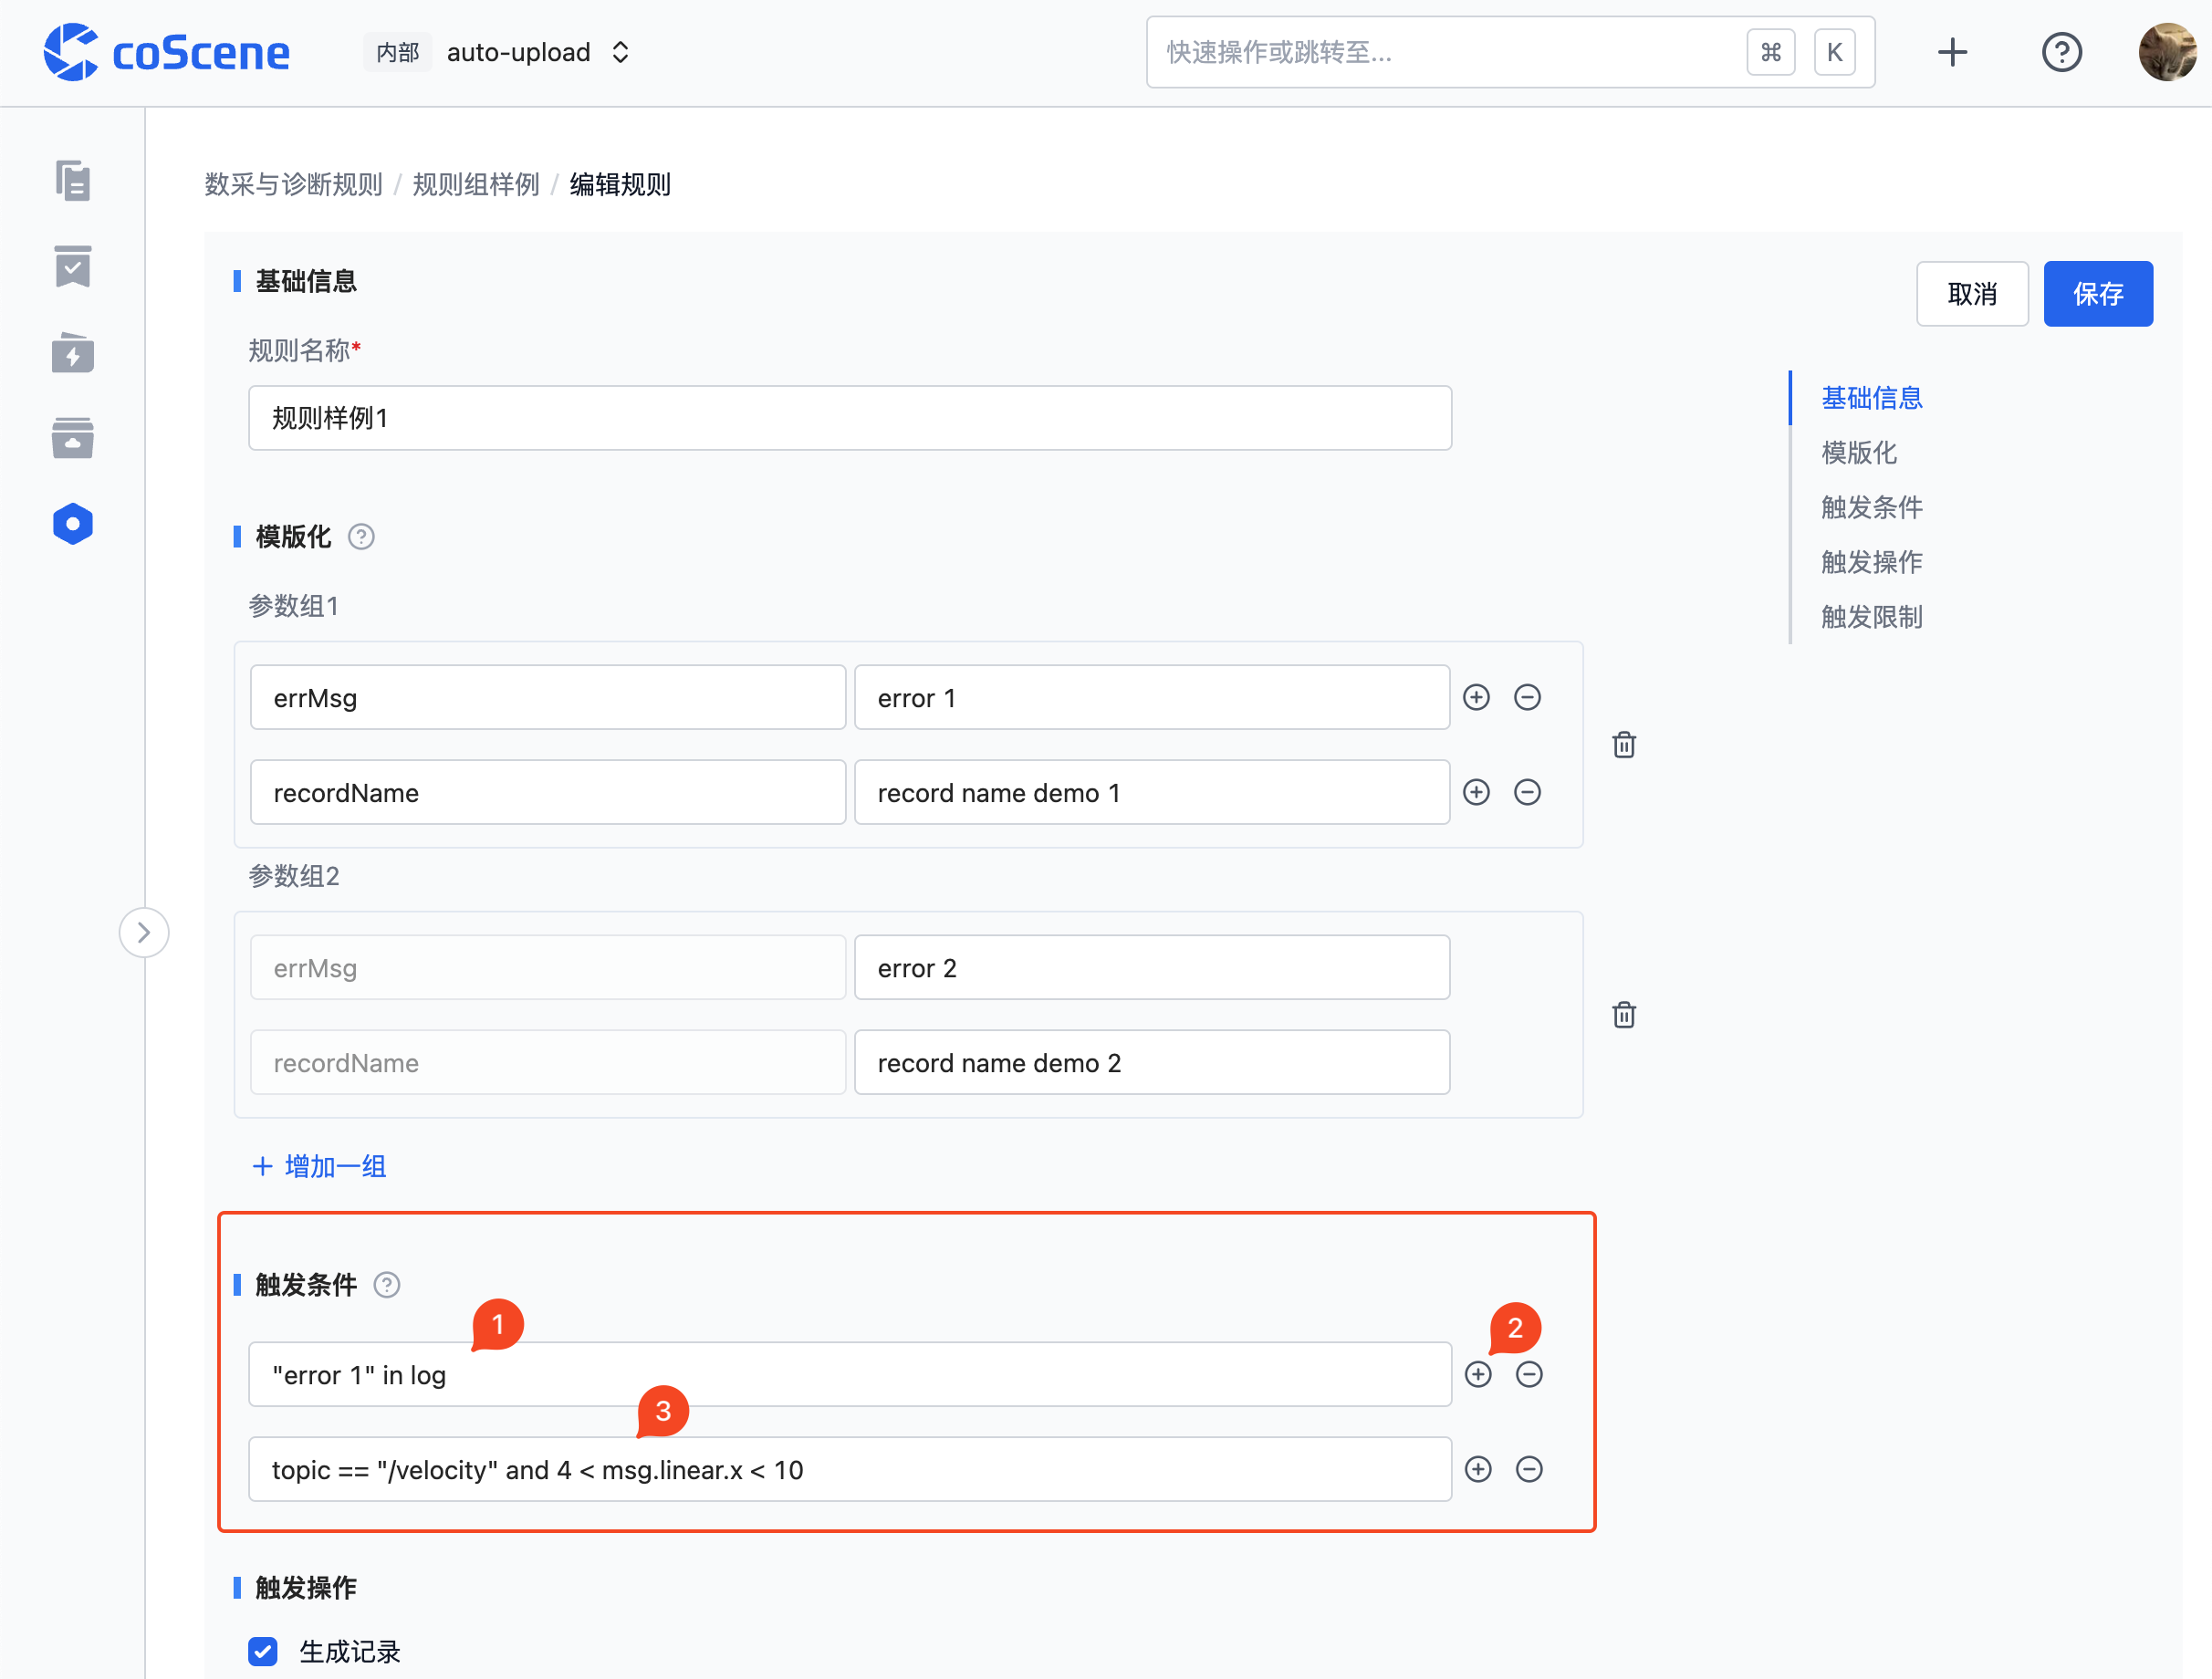 coScene 内部 auto-upload 快速操作或跳转至... ⌘ K
数采与诊断规则 / 规则组样例 / 编辑规则
基础信息
取消 保存
规则名称*
规则样例1
基础信息
模版化
触发条件
触发操作
触发限制
模版化
参数组1
errMsg error 1
recordName record name demo 1
参数组2
errMsg error 2
recordName record name demo 2
+ 增加一组
触发条件
1
2
"error 1" in log
3
topic == "/velocity" and 4 < msg.linear.x < 10
触发操作
生成记录